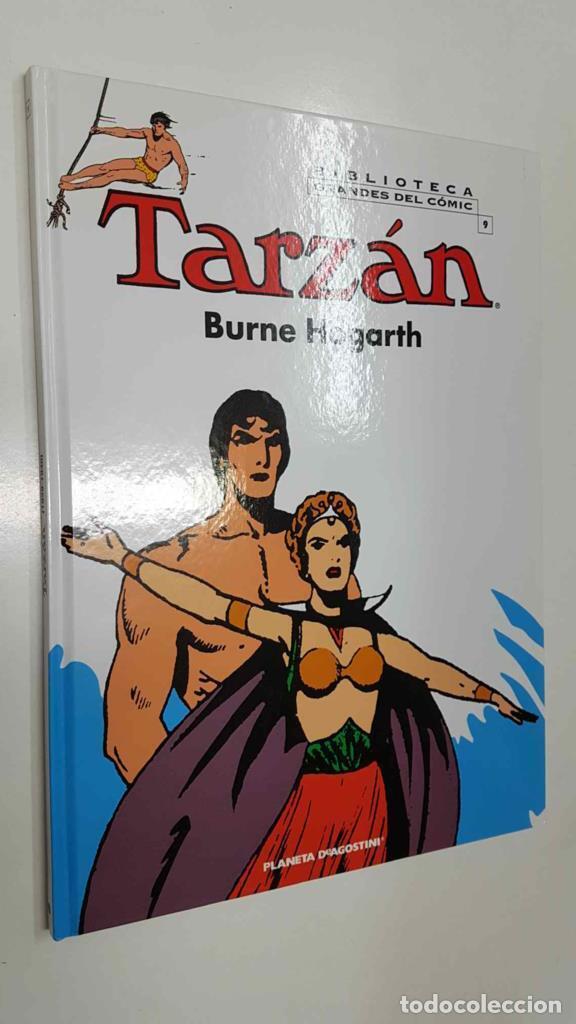 BIBLIOTECA
GRANDES DEL CÓMIC
9
Tarzán®
Burne Hogarth
PLANETA DeAGOSTINI®
todocoleccion